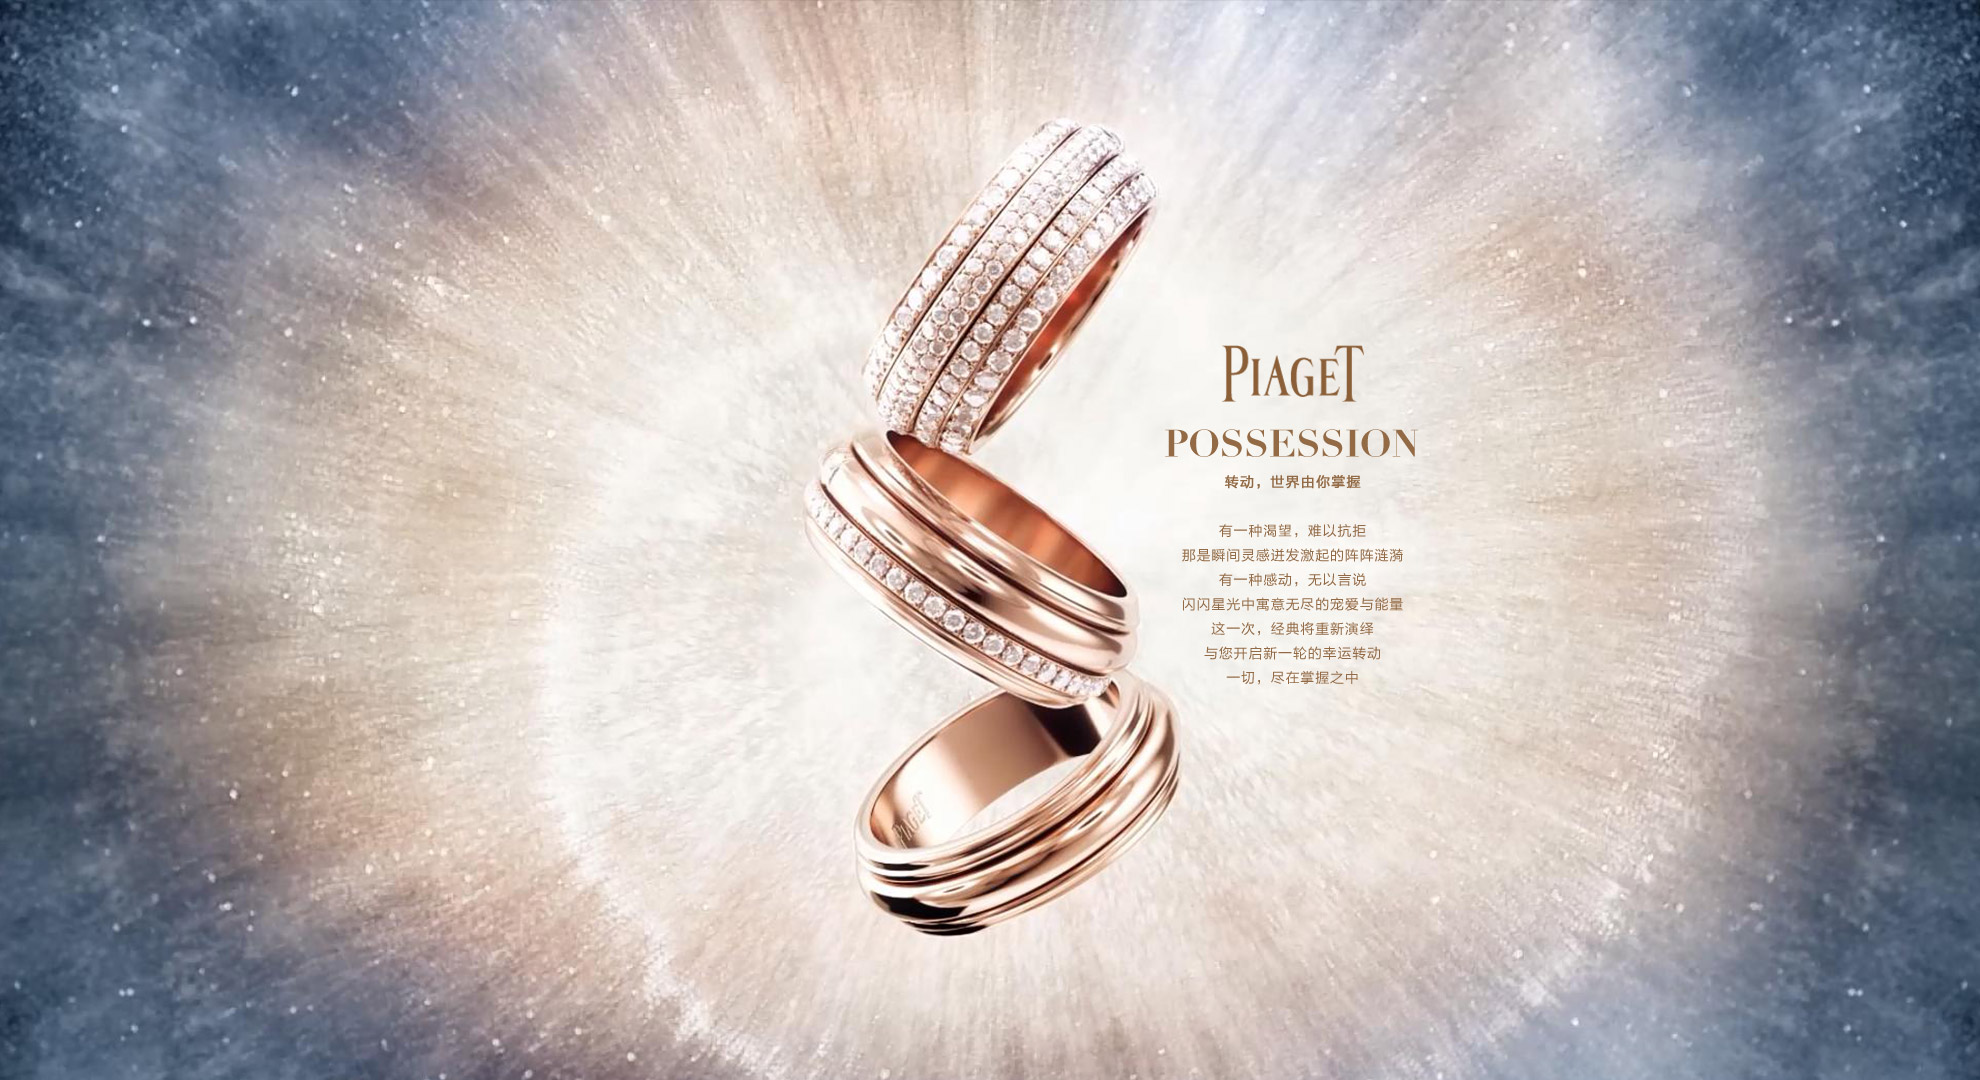 PIAGET
POSSESSION
转动，世界由你掌握
有一种渴望，难以抗拒
那是瞬间灵感迸发激起的阵阵涟漪
有一种感动，无以言说
闪闪星光中寓意无尽的宠爱与能量
这一次，经典将重新演绎
与您开启新一轮的幸运转动
一切，尽在掌握之中
PIAGET